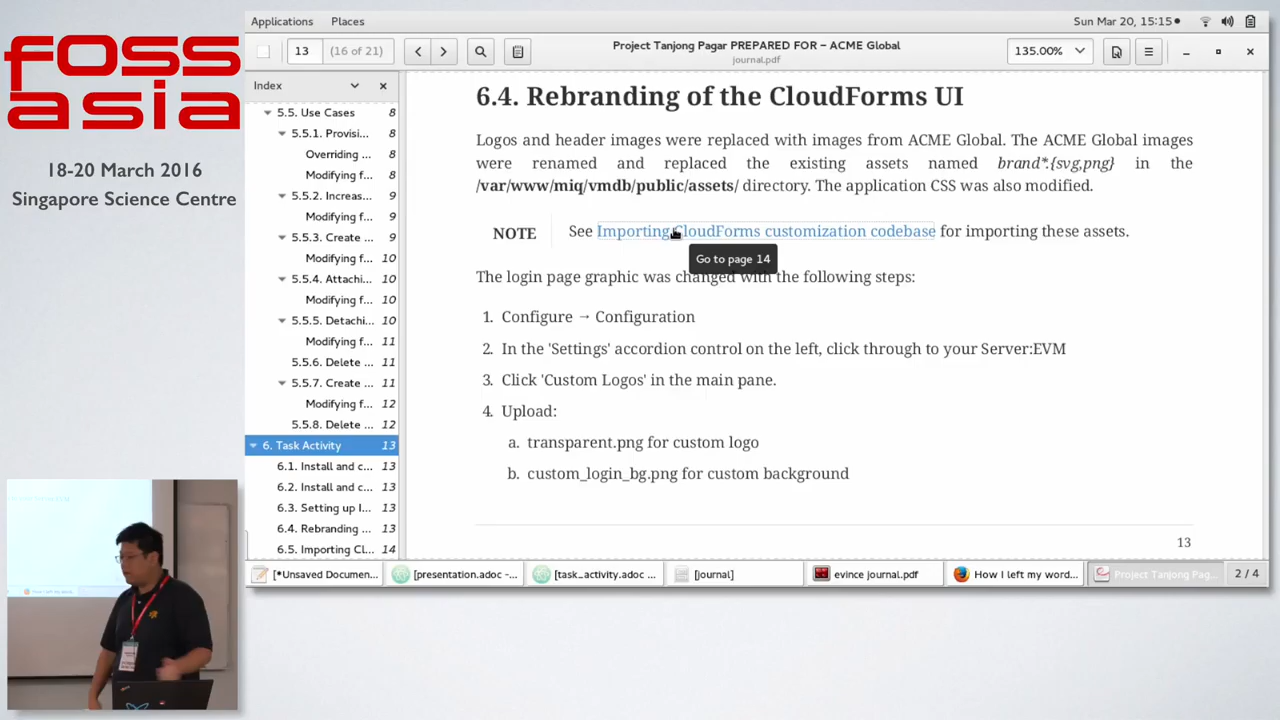 foss
asia
18-20 March 2016
Singapore Science Centre
Applications Places Sun Mar 20, 15:15
13 (16 of 21) Project Tanjong Pagar PREPARED FOR – ACME Global 135.00%
journal.pdf
Index
5.5. Use Cases 8
5.5.1. Provisi... 8
Overriding ... 8
Modifying f... 8
5.5.2. Increas... 9
Modifying f... 9
5.5.3. Create ... 9
Modifying f... 10
5.5.4. Attachi... 10
Modifying f... 10
5.5.5. Detachi... 10
Modifying f... 11
5.5.6. Delete ... 11
5.5.7. Create ... 11
Modifying f... 12
5.5.8. Delete ... 12
6. Task Activity 13
6.1. Install and c... 13
6.2. Install and c... 13
6.3. Setting up I... 13
6.4. Rebranding ... 13
6.5. Importing Cl... 14
6.4. Rebranding of the CloudForms UI
Logos and header images were replaced with images from ACME Global. The ACME Global images
were renamed and replaced the existing assets named brand*.{svg,png} in the
/var/www/miq/vmdb/public/assets/ directory. The application CSS was also modified.
NOTE See Importing CloudForms customization codebase for importing these assets.
Go to page 14
The login page graphic was changed with the following steps:
1. Configure → Configuration
2. In the 'Settings' accordion control on the left, click through to your Server:EVM
3. Click 'Custom Logos' in the main pane.
4. Upload:
a. transparent.png for custom logo
b. custom_login_bg.png for custom background
13
[*Unsaved Documen... [presentation.adoc -... [task_activity.adoc ... [journal] evince journal.pdf How I left my word... Project Tanjong Pag... 2 / 4